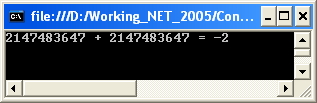 file:///D:/Working_NET_2005/Con...
2147483647 + 2147483647 = -2